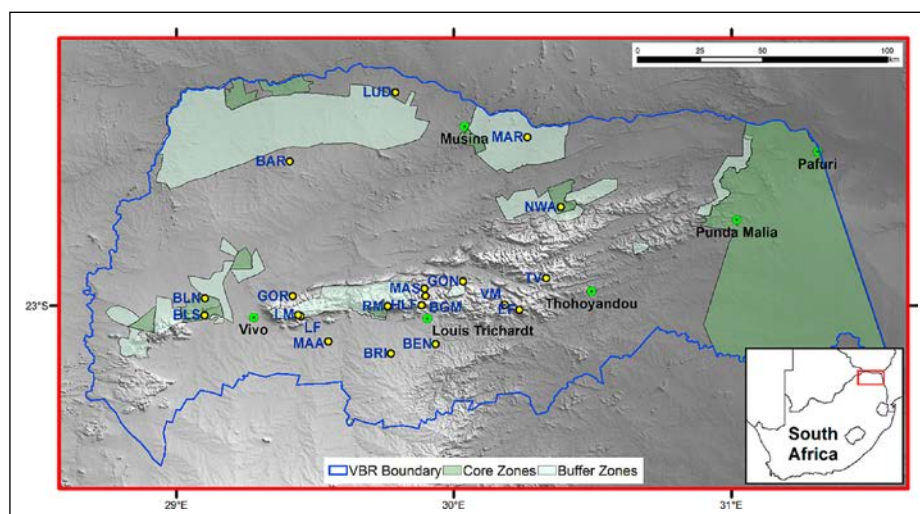 0 25 50 100
km
LUD
Musina
MAR
Pafuri
BAR
NWA
Punda Malia
TV
GON
MAS
VM
BLN
GOR
Thohoyandou
23°S
RM
HLT
BGM
EF
BLS
LM
Vivo
LF
Louis Trichardt
MAA
BEN
BRI
South
Africa
VBR Boundary Core Zones Buffer Zones
29°E 30°E 31°E